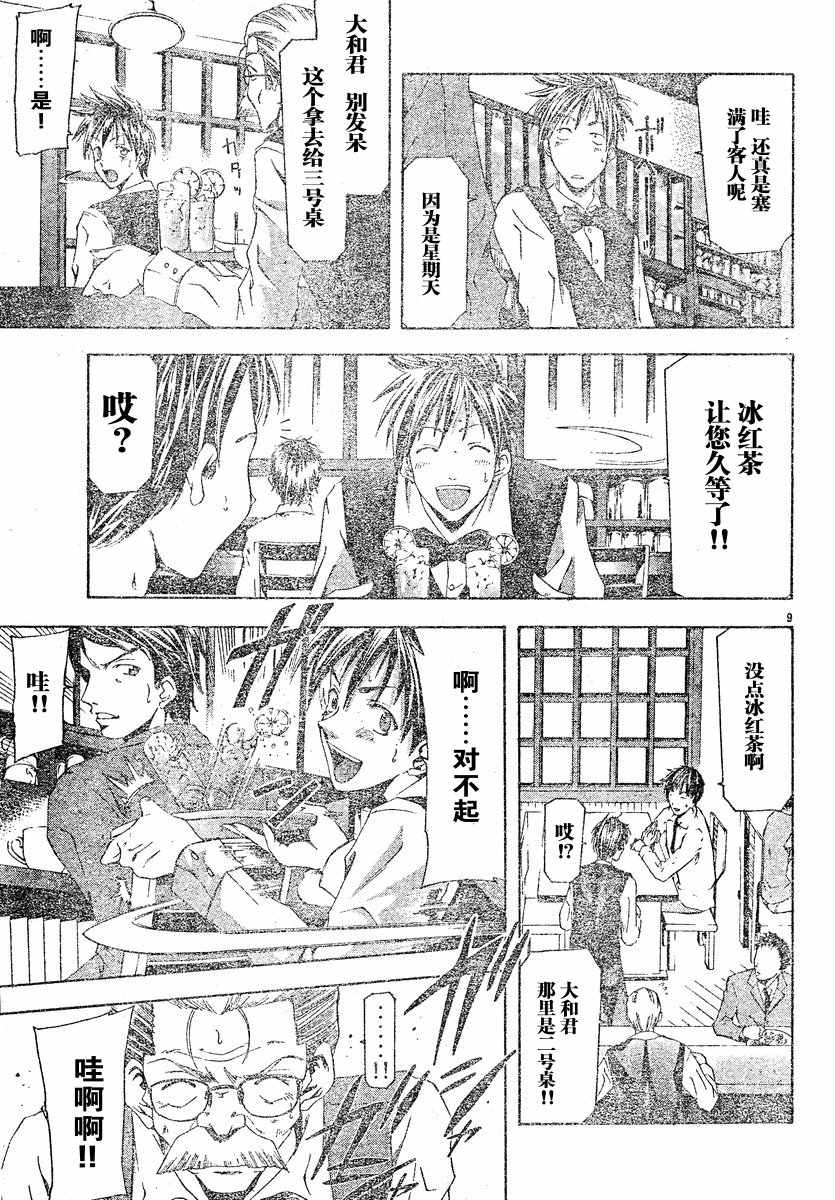 哇 还真是塞
满了客人呢
因为是星期天
大和君 别发呆
这个拿去给三号桌
ガタッ
啊……是！
冰红茶
让您久等了!!
哎？
9
没点冰红茶啊
哎!?
大和君
那里是二号桌!!
啊……对不起
哇!!
……!!
哇啊啊!!